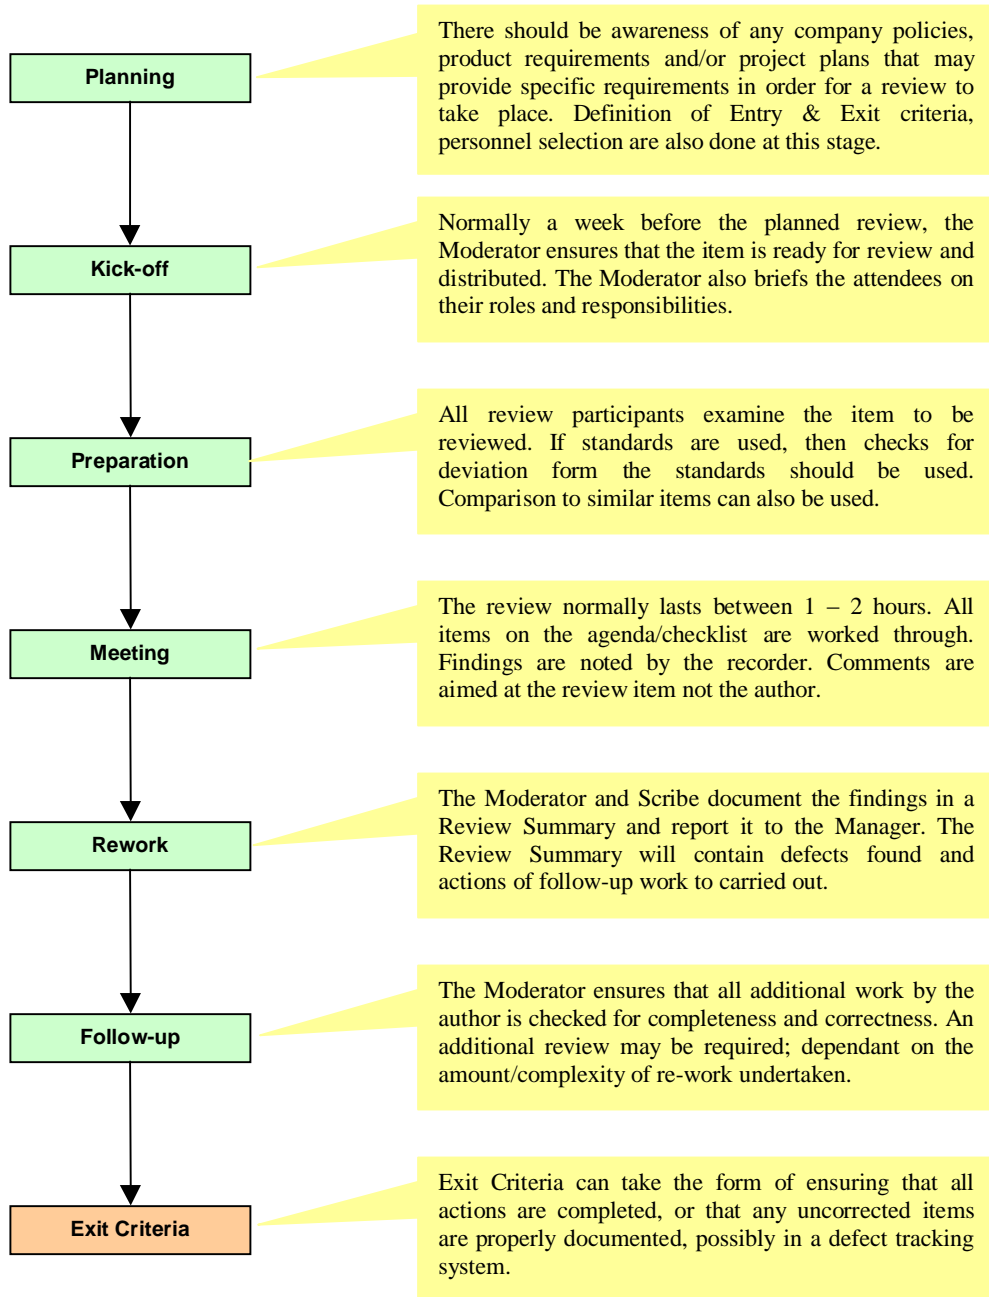 Planning
There should be awareness of any company policies,
product requirements and/or project plans that may
provide specific requirements in order for a review to
take place. Definition of Entry & Exit criteria,
personnel selection are also done at this stage.
Kick-off
Normally a week before the planned review, the
Moderator ensures that the item is ready for review and
distributed. The Moderator also briefs the attendees on
their roles and responsibilities.
Preparation
All review participants examine the item to be
reviewed. If standards are used, then checks for
deviation form the standards should be used.
Comparison to similar items can also be used.
Meeting
The review normally lasts between 1 – 2 hours. All
items on the agenda/checklist are worked through.
Findings are noted by the recorder. Comments are
aimed at the review item not the author.
Rework
The Moderator and Scribe document the findings in a
Review Summary and report it to the Manager. The
Review Summary will contain defects found and
actions of follow-up work to carried out.
Follow-up
The Moderator ensures that all additional work by the
author is checked for completeness and correctness. An
additional review may be required; dependant on the
amount/complexity of re-work undertaken.
Exit Criteria
Exit Criteria can take the form of ensuring that all
actions are completed, or that any uncorrected items
are properly documented, possibly in a defect tracking
system.